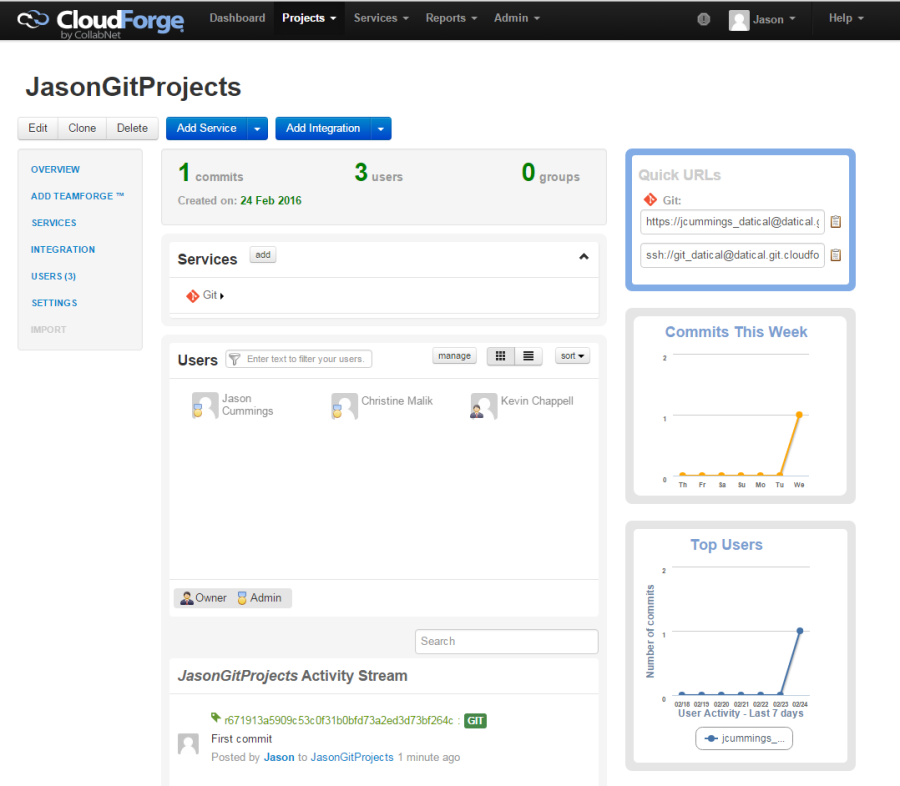 CloudForge
by CollabNet
Dashboard Projects Services Reports Admin Jason Help
JasonGitProjects
Edit Clone Delete Add Service Add Integration
OVERVIEW
ADD TEAMFORGE ™
SERVICES
INTEGRATION
USERS (3)
SETTINGS
IMPORT
1 commits 3 users 0 groups
Created on: 24 Feb 2016
Services add
Git
Users Enter text to filter your users. manage sort
Jason
Cummings
Christine Malik
Kevin Chappell
Owner Admin
Search
JasonGitProjects Activity Stream
r671913a5909c53c0f31b0bfd73a2ed3d73bf264c : GIT
First commit
Posted by Jason to JasonGitProjects 1 minute ago
Quick URLs
Git:
https://jcummings_datical@datical.g
ssh://git_datical@datical.git.cloudfo
Commits This Week
2
1
0
Th Fr Sa Su Mo Tu We
Top Users
Number of commits
2
1
0
02/18 02/19 02/20 02/21 02/22 02/23 02/24
User Activity - Last 7 days
jcummings_...